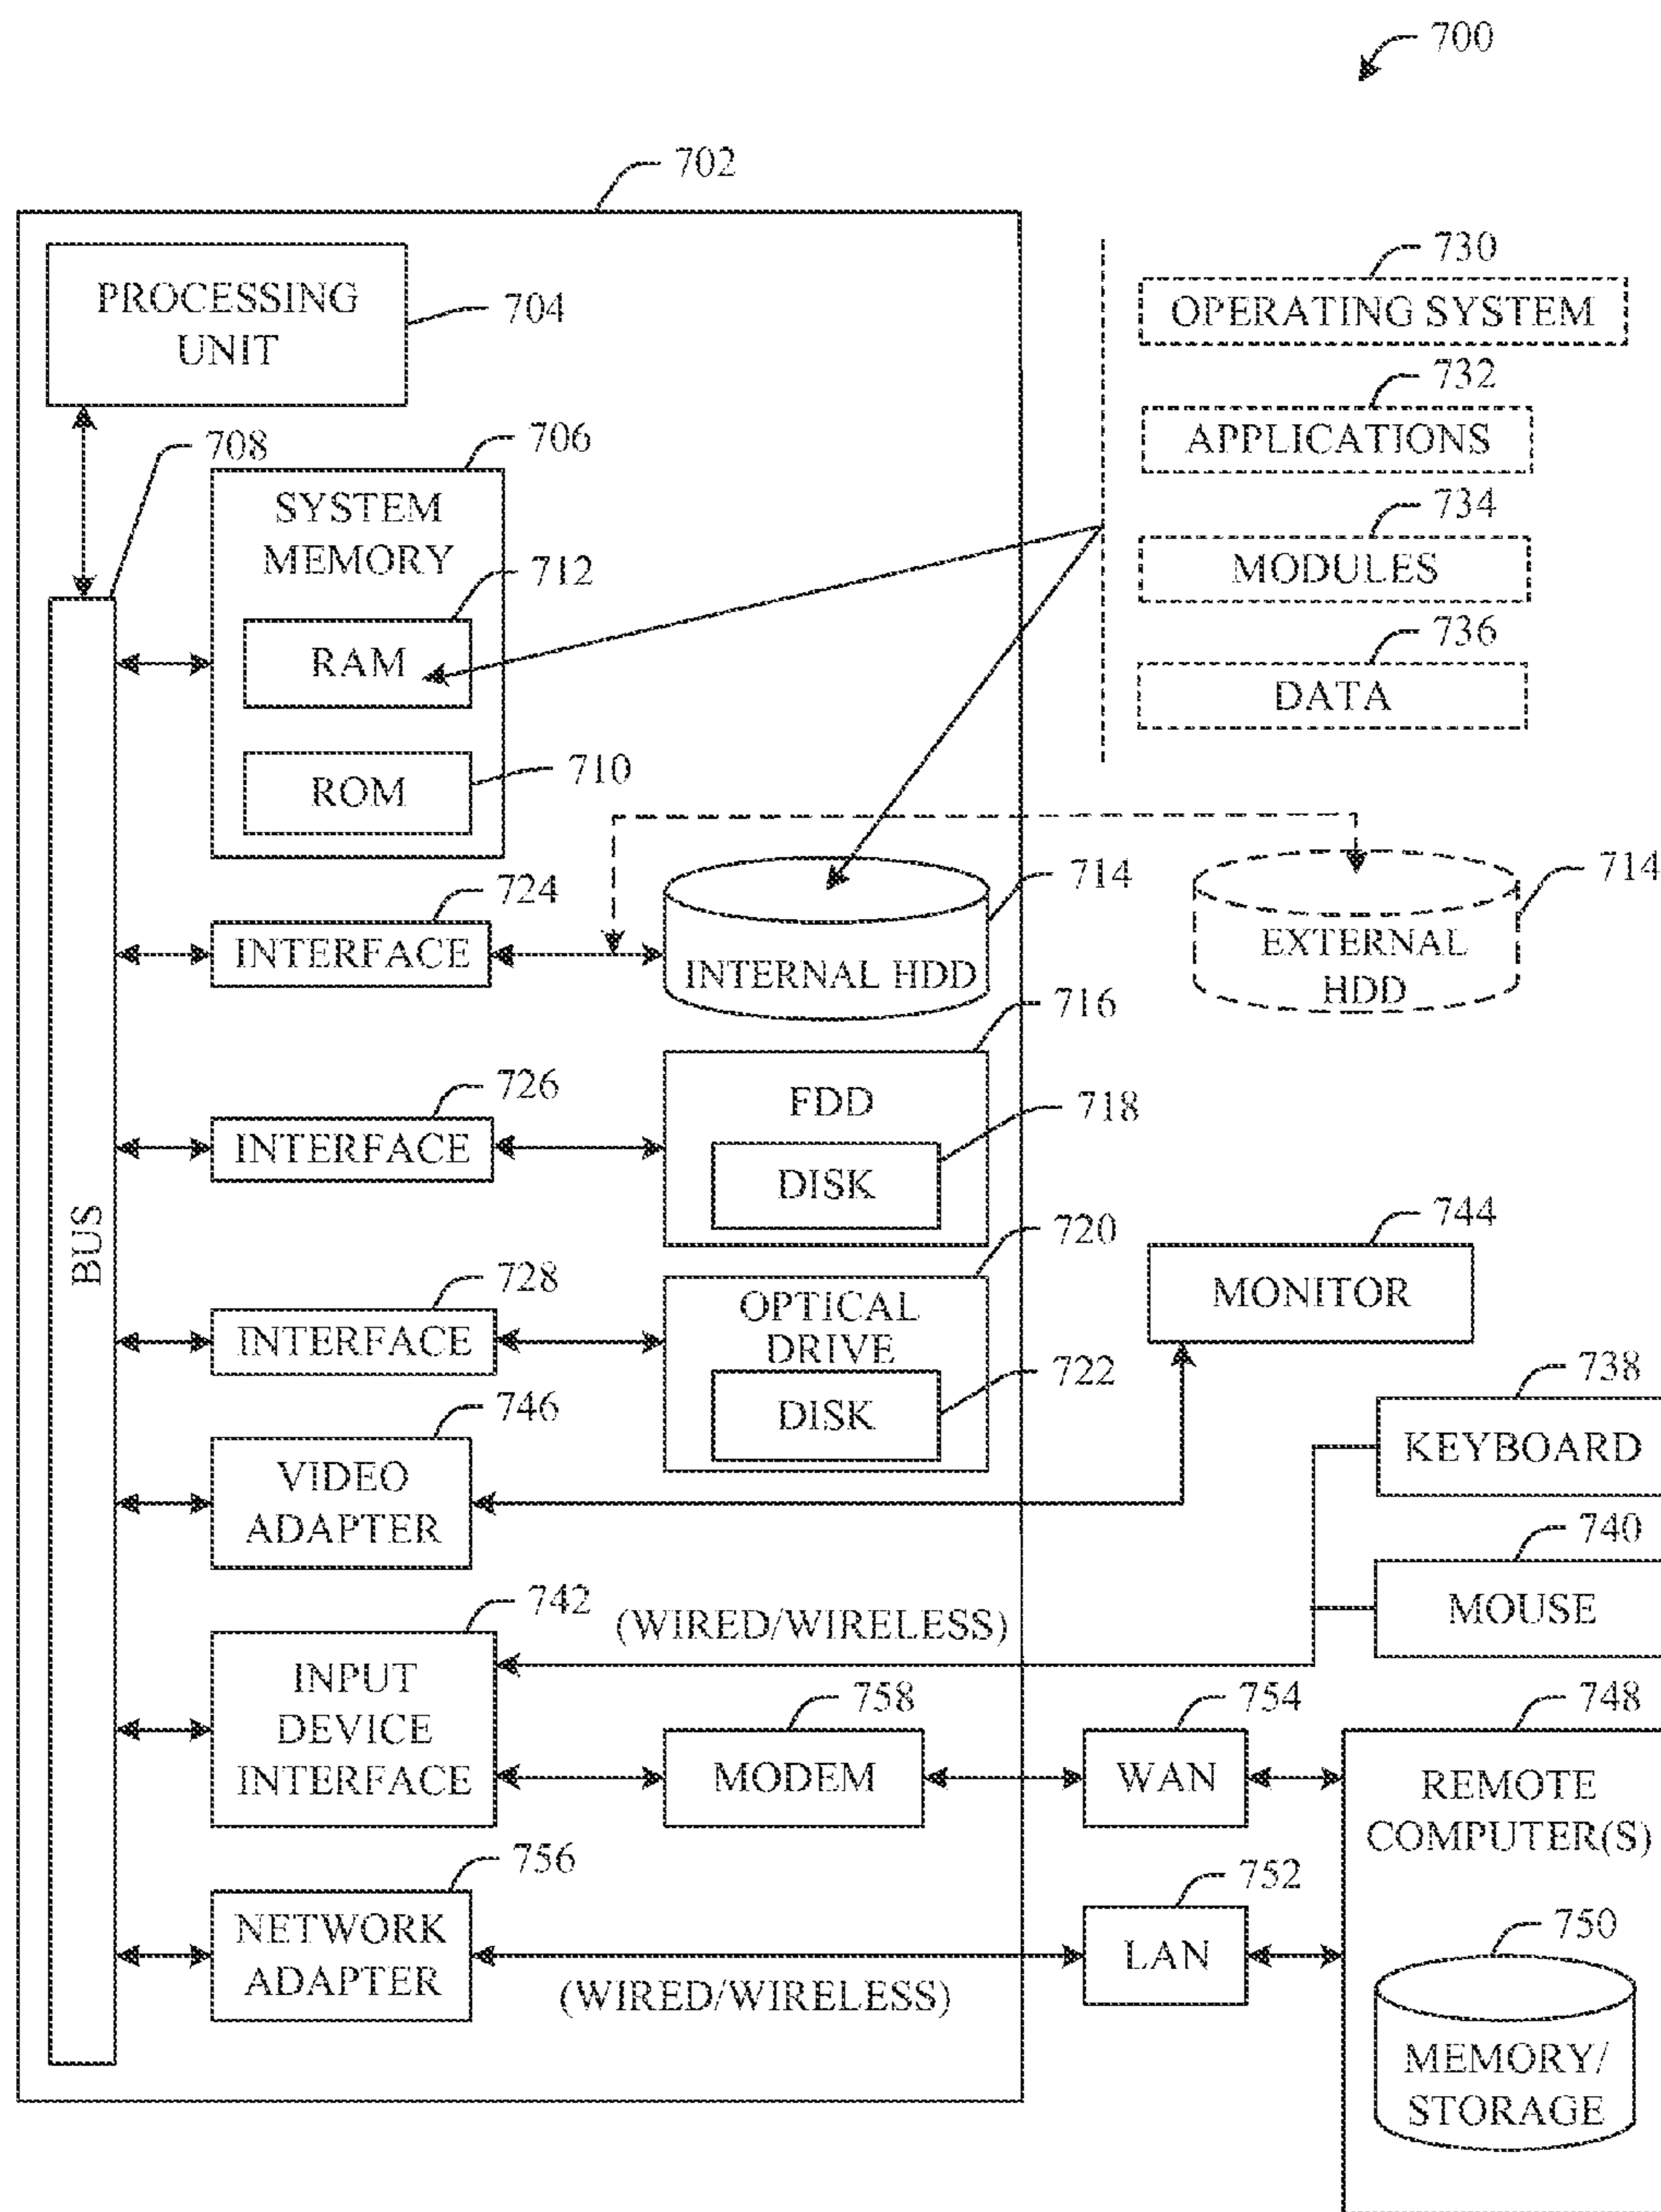 700
702
PROCESSING
UNIT
704
708
706
SYSTEM
MEMORY
712
RAM
ROM
710
730
OPERATING SYSTEM
732
APPLICATIONS
734
MODULES
736
DATA
724
INTERFACE
INTERNAL HDD
714
EXTERNAL
HDD
714
726
INTERFACE
716
FDD
718
DISK
BUS
728
INTERFACE
720
OPTICAL
DRIVE
722
DISK
744
MONITOR
746
VIDEO
ADAPTER
738
KEYBOARD
740
MOUSE
742
(WIRED/WIRELESS)
INPUT
DEVICE
INTERFACE
758
MODEM
754
WAN
748
REMOTE
COMPUTER(S)
756
NETWORK
ADAPTER
(WIRED/WIRELESS)
752
LAN
750
MEMORY/
STORAGE